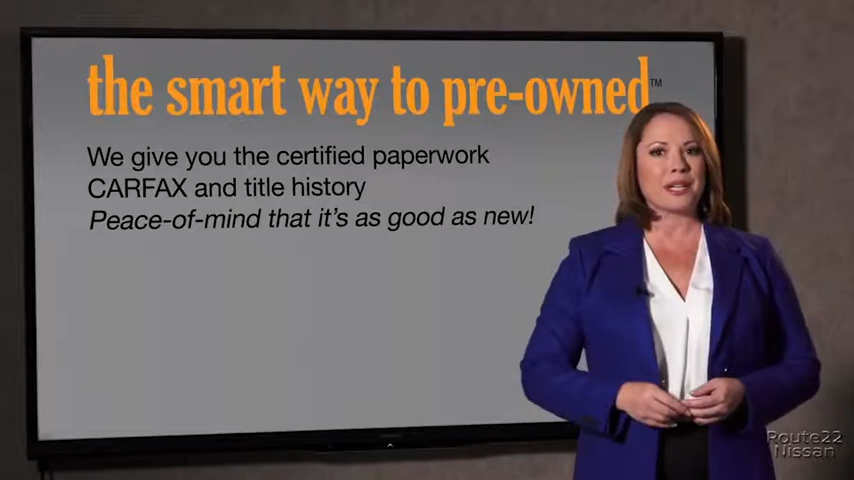 the smart way to pre-owned™
We give you the certified paperwork
CARFAX and title history
Peace-of-mind that it's as good as new!
Route22
Nissan